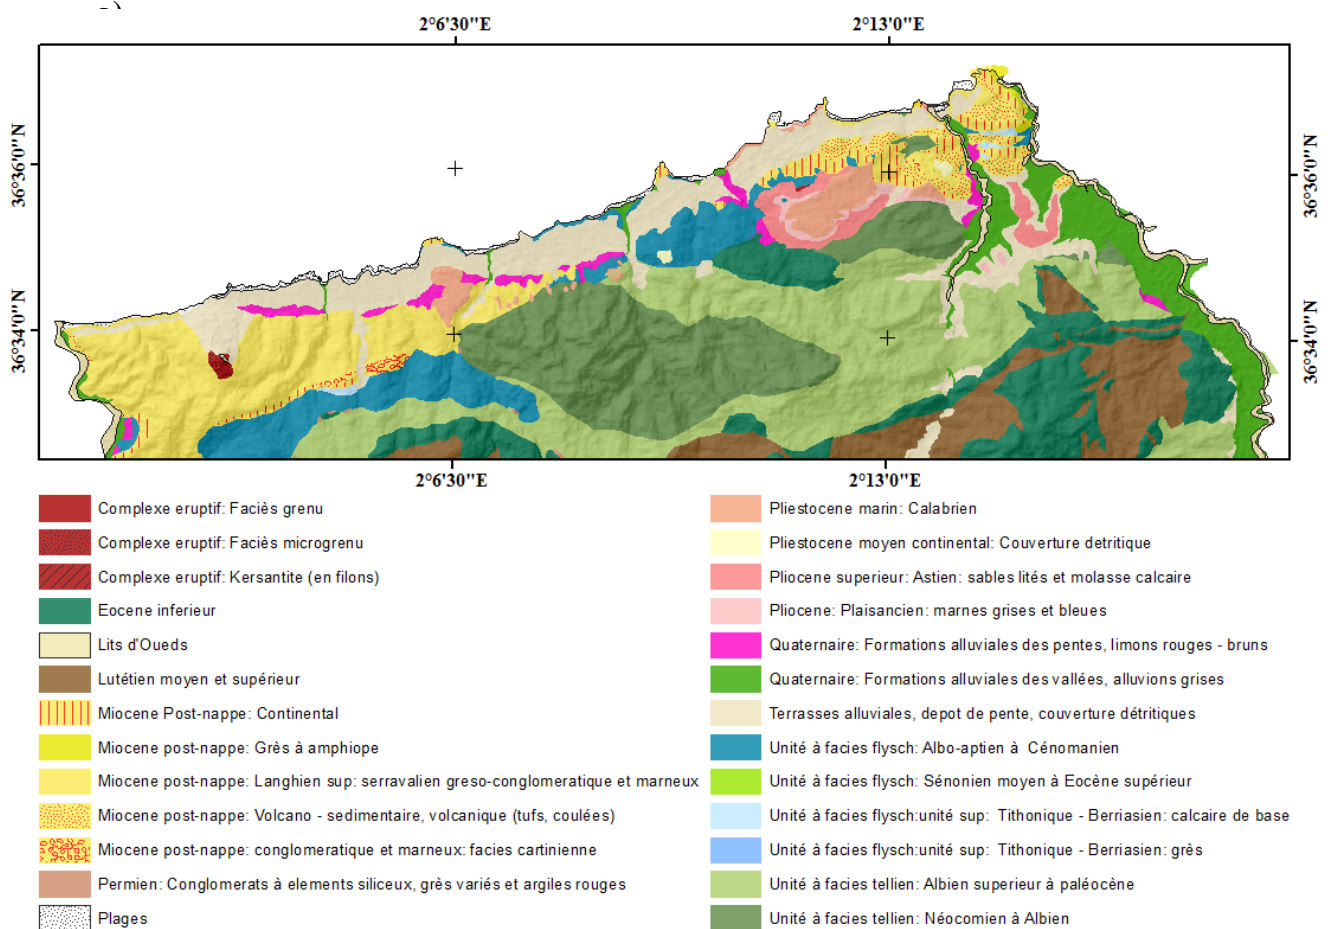 2°6'30"E 2°13'0"E
36°36'0"N 36°36'0"N
36°34'0"N 36°34'0"N
2°6'30"E 2°13'0"E
Complexe eruptif: Faciès grenu
Complexe eruptif: Faciès microgrenu
Complexe eruptif: Kersantite (en filons)
Eocene inferieur
Lits d'Oueds
Lutétien moyen et supérieur
Miocene Post-nappe: Continental
Miocene post-nappe: Grès à amphiope
Miocene post-nappe: Langhien sup: serravalien greso-conglomeratique et marneux
Miocene post-nappe: Volcano - sedimentaire, volcanique (tufs, coulées)
Miocene post-nappe: conglomeratique et marneux: facies cartinienne
Permien: Conglomerats à elements siliceux, grès variés et argiles rouges
Plages
Pliestocene marin: Calabrien
Pliestocene moyen continental: Couverture detritique
Pliocene superieur: Astien: sables lités et molasse calcaire
Pliocene: Plaisancien: marnes grises et bleues
Quaternaire: Formations alluviales des pentes, limons rouges - bruns
Quaternaire: Formations alluviales des vallées, alluvions grises
Terrasses alluviales, depot de pente, couverture détritiques
Unité à facies flysch: Albo-aptien à Cénomanien
Unité à facies flysch: Sénonien moyen à Eocène supérieur
Unité à facies flysch:unité sup: Tithonique - Berriasien: calcaire de base
Unité à facies flysch:unité sup: Tithonique - Berriasien: grès
Unité à facies tellien: Albien superieur à paléocène
Unité à facies tellien: Néocomien à Albien